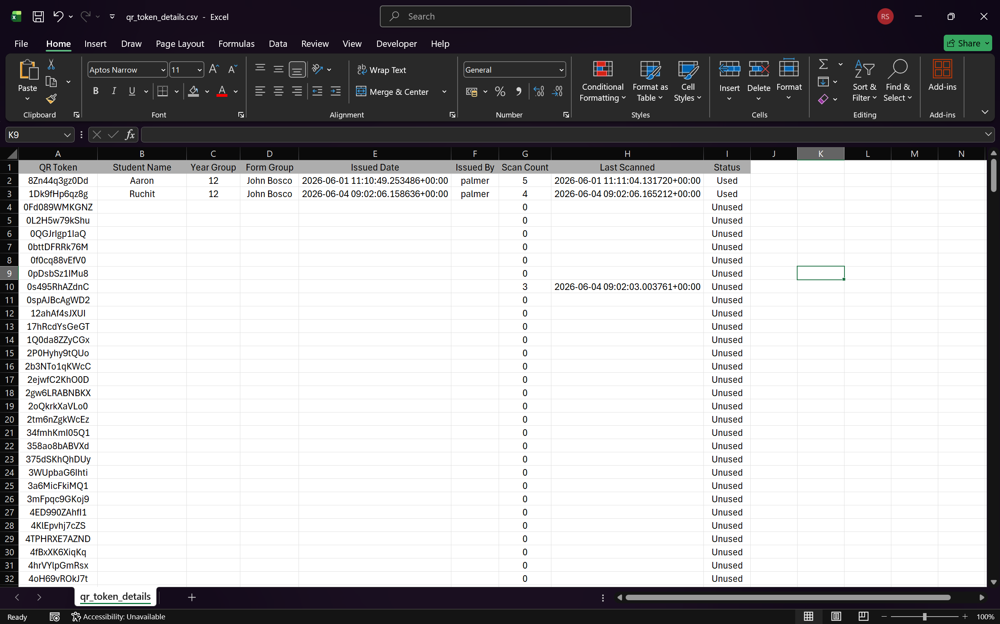 qr_token_details.csv - Excel
Search
RS
File Home Insert Draw Page Layout Formulas Data Review View Developer Help
Share
Paste
Clipboard
Aptos Narrow 11
B I U
Font
Wrap Text
Merge & Center
Alignment
General
Number
Conditional Formatting
Format as Table
Cell Styles
Styles
Insert
Delete
Format
Cells
Sort & Filter
Find & Select
Editing
Add-ins
Add-ins
K9
fx
A B C D E F G H I J K L M N
1 QR Token Student Name Year Group Form Group Issued Date Issued By Scan Count Last Scanned Status
2 8Zn44q3gz0Dd Aaron 12 John Bosco 2026-06-01 11:10:49.253486+00:00 palmer 5 2026-06-01 11:11:04.131720+00:00 Used
3 1Dk9fHp6qz8g Ruchit 12 John Bosco 2026-06-04 09:02:06.158636+00:00 palmer 4 2026-06-04 09:02:06.165212+00:00 Used
4 0Fd089WMKGNZ 0 Unused
5 0L2H5w79kShu 0 Unused
6 0QGJrIgp1IaQ 0 Unused
7 0bttDFRRk76M 0 Unused
8 0f0cq88vEfV0 0 Unused
9 0pDsbSz1IMu8 0 Unused
10 0s495RhAZdnC 3 2026-06-04 09:02:03.003761+00:00 Unused
11 0spAJBcAgWD2 0 Unused
12 12ahAf4sJXUI 0 Unused
13 17hRcdYsGeGT 0 Unused
14 1Q0da8ZZyCGx 0 Unused
15 2P0Hyhy9tQUo 0 Unused
16 2b3NTo1qKWcC 0 Unused
17 2ejwfC2KhO0D 0 Unused
18 2gw6LRABNBKX 0 Unused
19 2oQkrkXaVLo0 0 Unused
20 2tm6nZgkWcEz 0 Unused
21 34fmhKml05Q1 0 Unused
22 358ao8bABVXd 0 Unused
23 375dSKhQhDUy 0 Unused
24 3WUpbaG6Ihti 0 Unused
25 3a6MicFkiMQ1 0 Unused
26 3mFpqc9GKoj9 0 Unused
27 4ED990ZAhfI1 0 Unused
28 4KlEpvhj7cZS 0 Unused
29 4TPHRXE7AZND 0 Unused
30 4fBxXK6XiqKq 0 Unused
31 4hrVYlpGmRsx 0 Unused
32 4oH69vROkJ7t 0 Unused
qr_token_details
Ready
Accessibility: Unavailable
100%